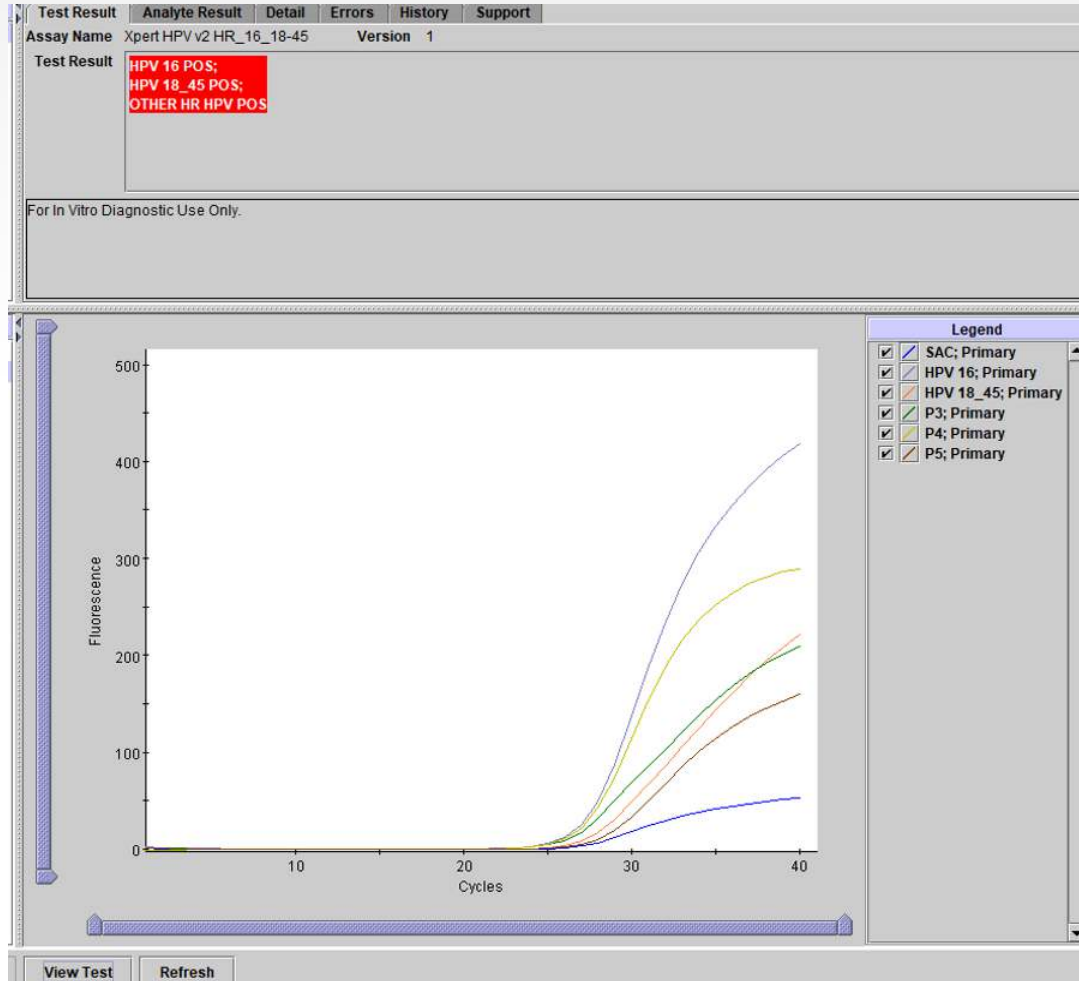 Test Result Analyte Result Detail Errors History Support
Assay Name Xpert HPV v2 HR_16_18-45 Version 1
Test Result
HPV 16 POS;
HPV 18_45 POS;
OTHER HR HPV POS
For In Vitro Diagnostic Use Only.
Legend
SAC; Primary
HPV 16; Primary
HPV 18_45; Primary
P3; Primary
P4; Primary
P5; Primary
500
400
300
200
100
0
Fluorescence
10 20 30 40
Cycles
View Test Refresh